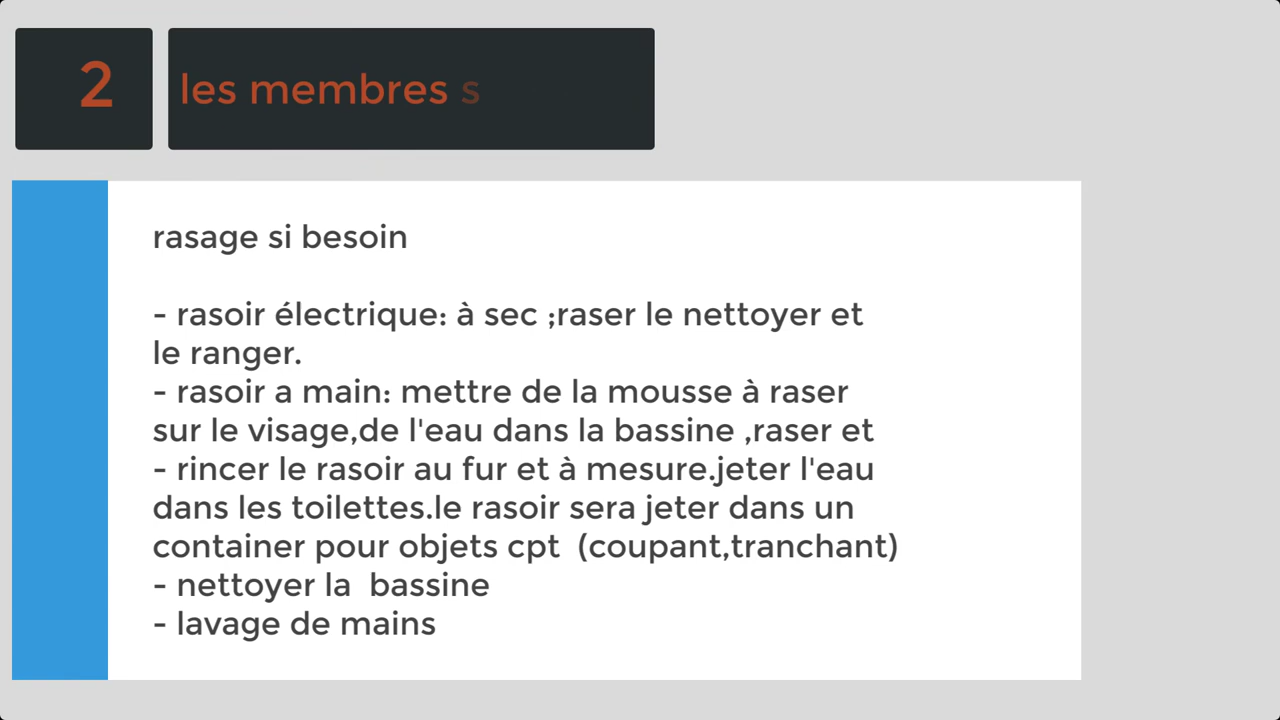 2
les membres s
rasage si besoin
- rasoir électrique: à sec ;raser le nettoyer et
le ranger.
- rasoir a main: mettre de la mousse à raser
sur le visage,de l'eau dans la bassine ,raser et
- rincer le rasoir au fur et à mesure.jeter l'eau
dans les toilettes.le rasoir sera jeter dans un
container pour objets cpt  (coupant,tranchant)
- nettoyer la  bassine
- lavage de mains